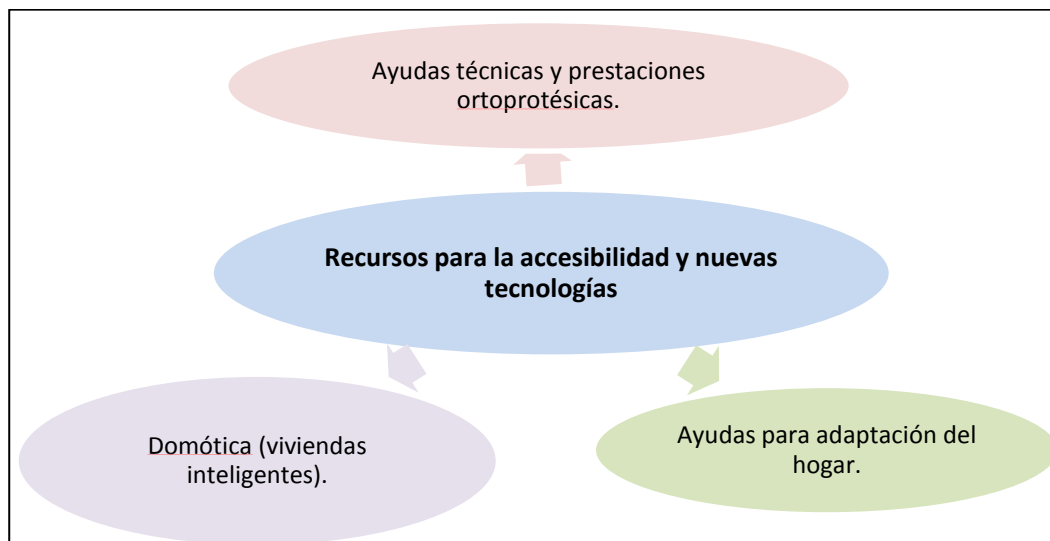 Ayudas técnicas y prestaciones
ortoprotésicas.
Recursos para la accesibilidad y nuevas
tecnologías
Domótica (viviendas
inteligentes).
Ayudas para adaptación del
hogar.